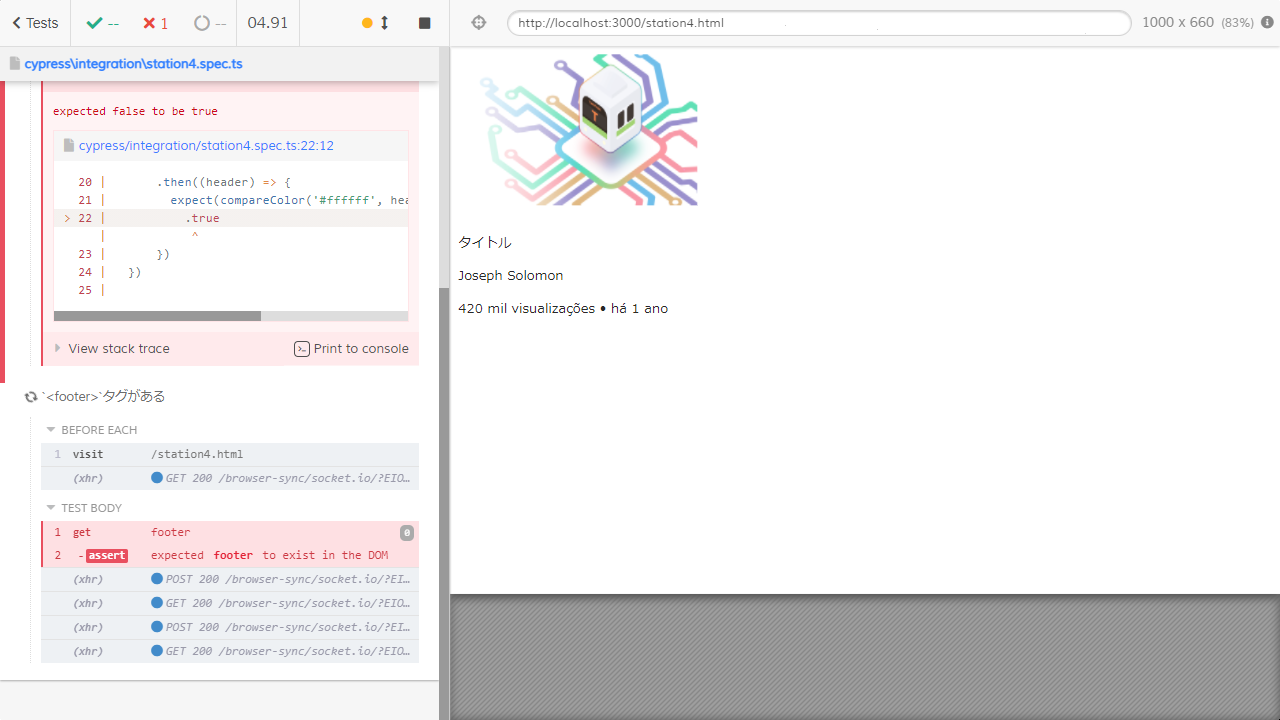 Tests -- 1 -- 04.91
http://localhost:3000/station4.html 1000 x 660 (83%)
cypress\integration\station4.spec.ts
expected false to be true
cypress/integration/station4.spec.ts:22:12
20 | .then((header) => {
21 | expect(compareColor('#ffffff', hea
> 22 | .true
| ^
23 | })
24 | })
25 |
View stack trace Print to console
`<footer>`タグがある
BEFORE EACH
1 visit /station4.html
(xhr) GET 200 /browser-sync/socket.io/?EIO…
TEST BODY
1 get footer 0
2 -assert expected footer to exist in the DOM
(xhr) POST 200 /browser-sync/socket.io/?EI…
(xhr) GET 200 /browser-sync/socket.io/?EIO…
(xhr) POST 200 /browser-sync/socket.io/?EI…
(xhr) GET 200 /browser-sync/socket.io/?EIO…
タイトル
Joseph Solomon
420 mil visualizações • há 1 ano